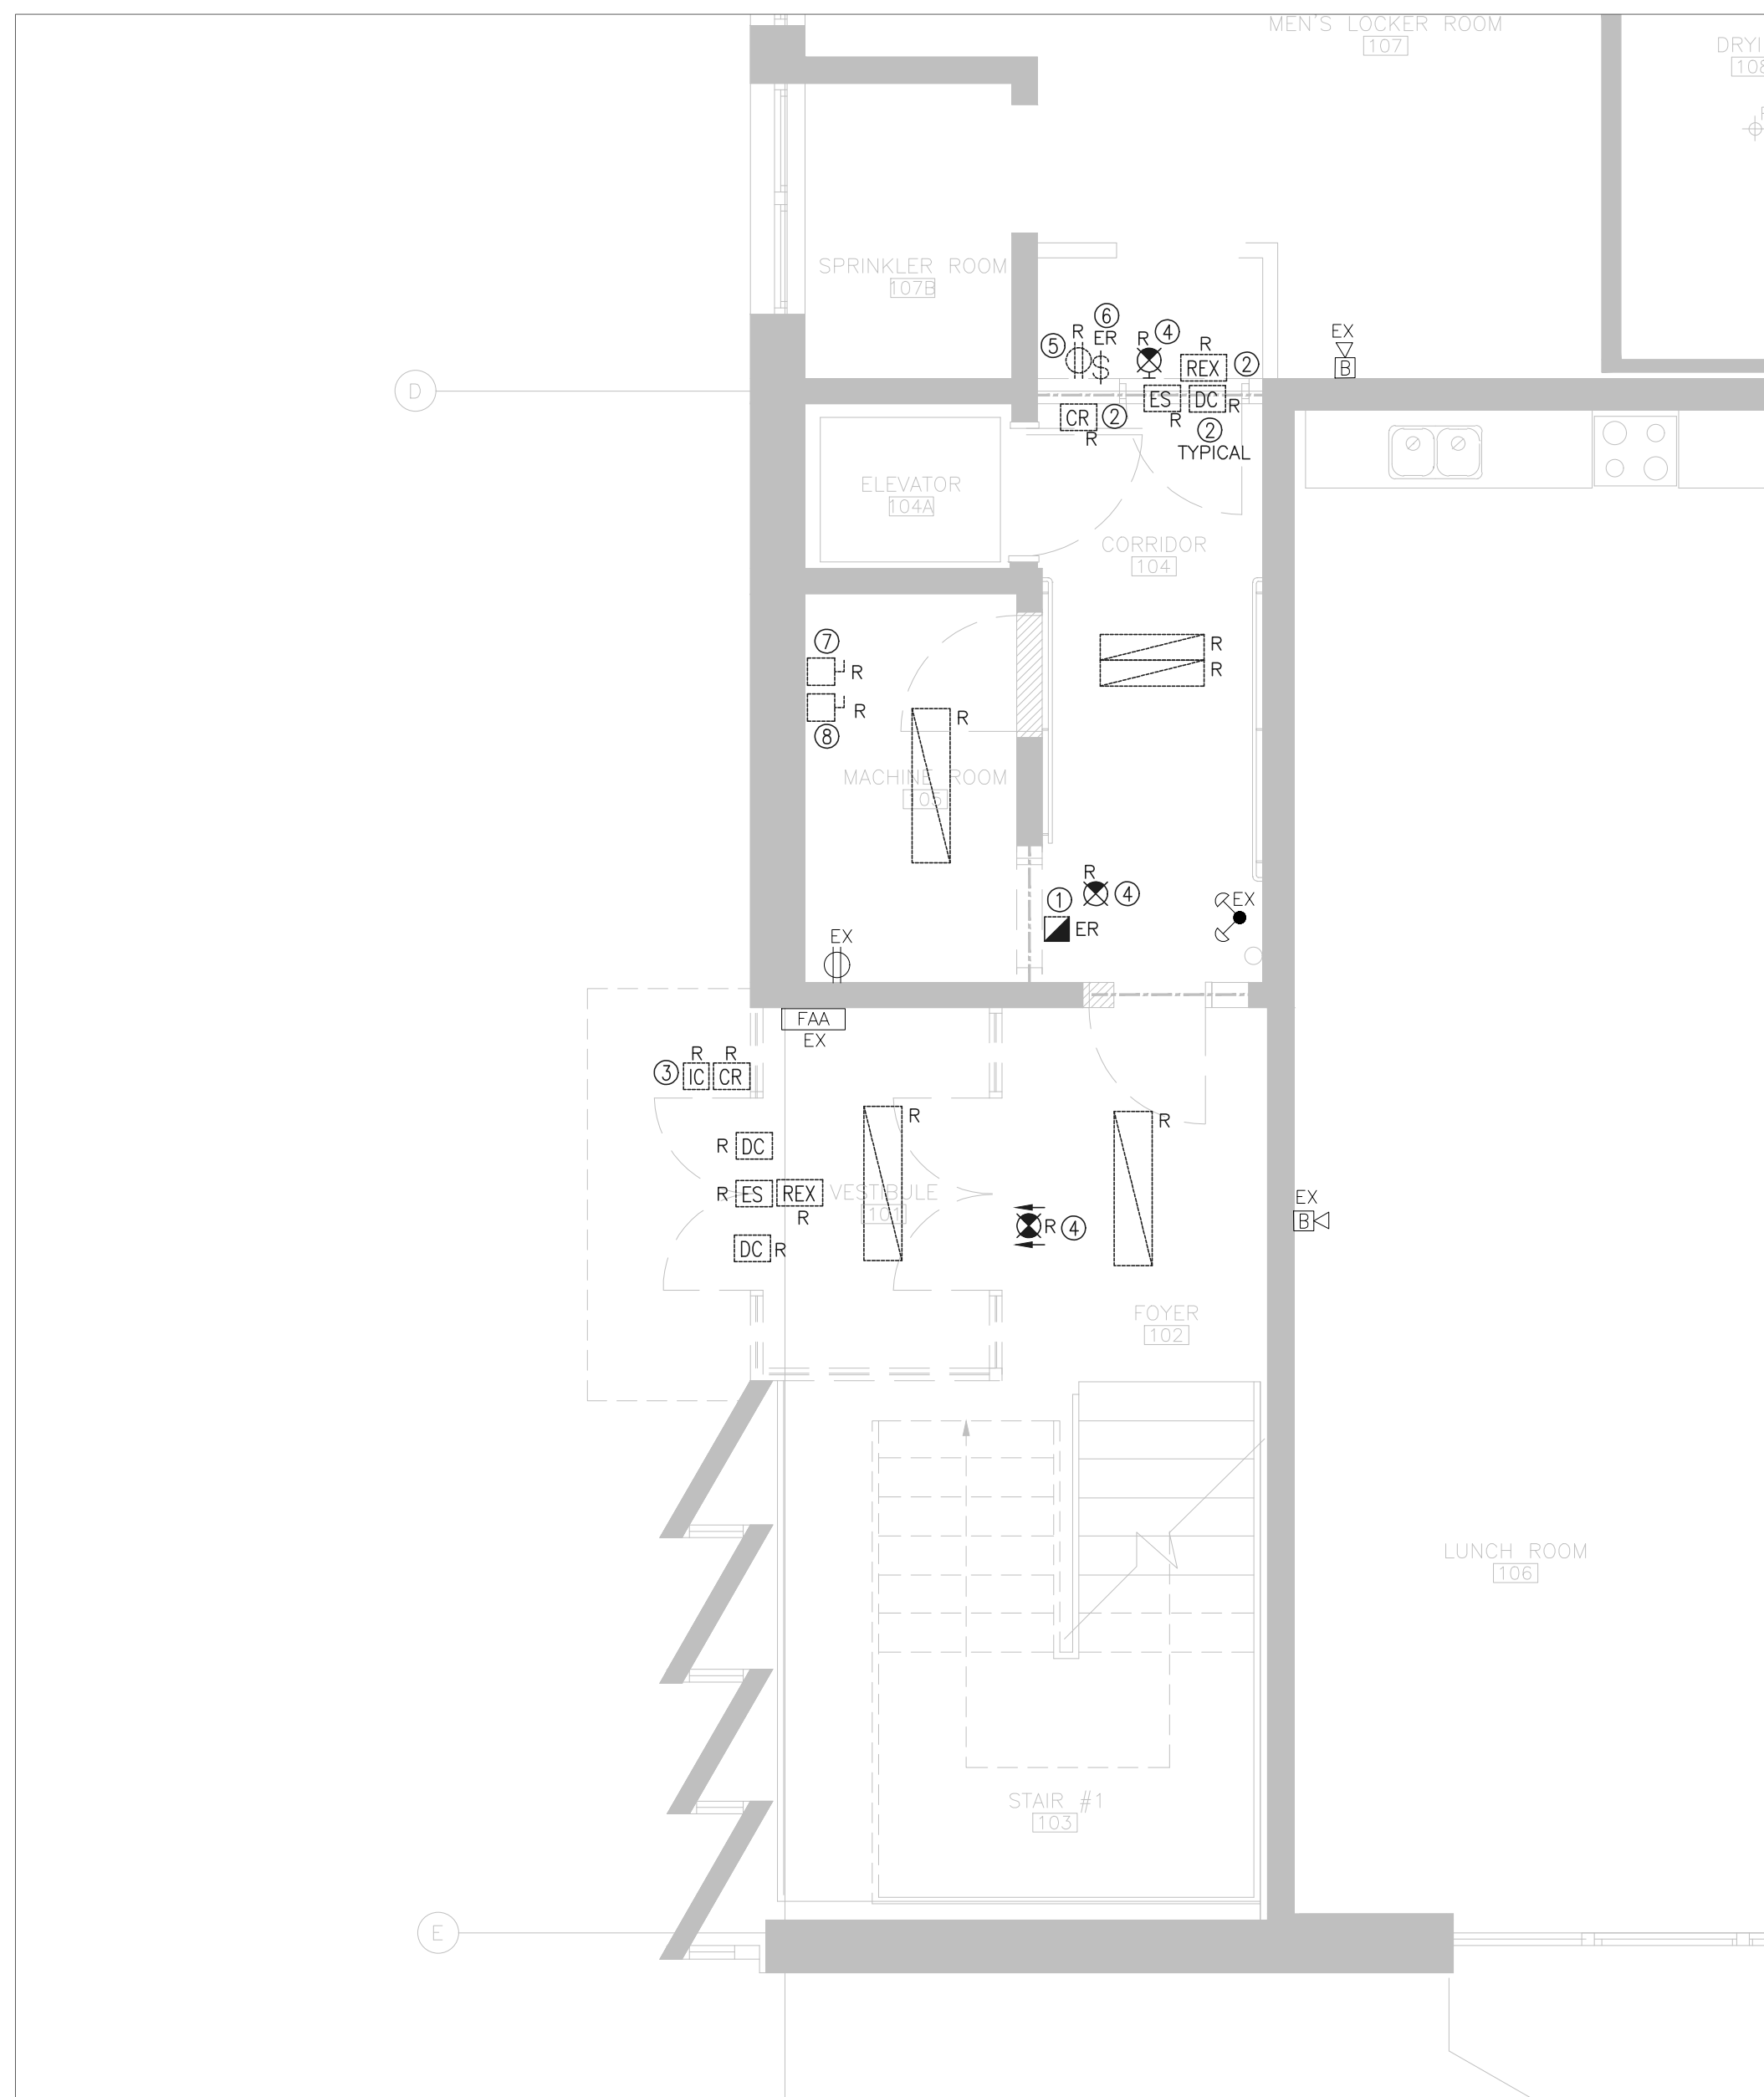 MEN'S LOCKER ROOM
107
DRYI
108
SPRINKLER ROOM
107B
6
R
ER
5
$
R
4
R
REX
2
EX
B
D
ES
DC
R
R
CR
2
R
2
TYPICAL
ELEVATOR
104A
CORRIDOR
104
7
R
R
8
R
R
R
MACHINE ROOM
105
R
4
1
ER
EX
EX
FAA
EX
R
R
3
IC
CR
R
DC
R
ES
REX
R
DC
R
R
VESTIBULE
101
R
4
R
EX
B
FOYER
102
LUNCH ROOM
106
STAIR #1
103
E